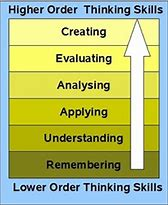 Higher Order Thinking Skills
Creating
Evaluating
Analysing
Applying
Understanding
Remembering
Lower Order Thinking Skills